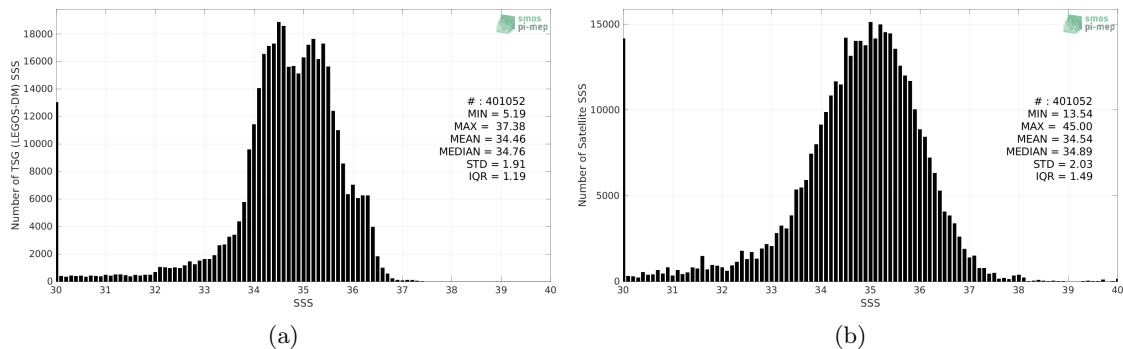 smos
pi-mep
18000
16000
14000
12000
10000
8000
6000
4000
2000
0
Number of TSG (LEGOS-DM) SSS
# : 401052
MIN = 5.19
MAX = 37.38
MEAN = 34.46
MEDIAN = 34.76
STD = 1.91
IQR = 1.19
30 31 32 33 34 35 36 37 38 39 40
SSS
(a)
smos
pi-mep
15000
10000
5000
0
Number of Satellite SSS
# : 401052
MIN = 13.54
MAX = 45.00
MEAN = 34.54
MEDIAN = 34.89
STD = 2.03
IQR = 1.49
30 31 32 33 34 35 36 37 38 39 40
SSS
(b)